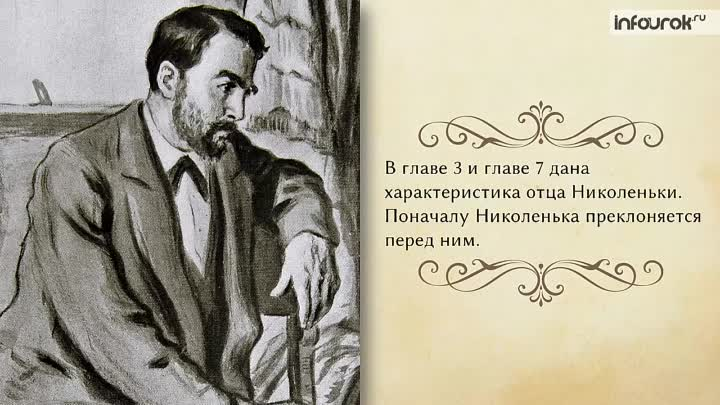 infourok.ru
В главе 3 и главе 7 дана
характеристика отца Николеньки.
Поначалу Николенька преклоняется
перед ним.